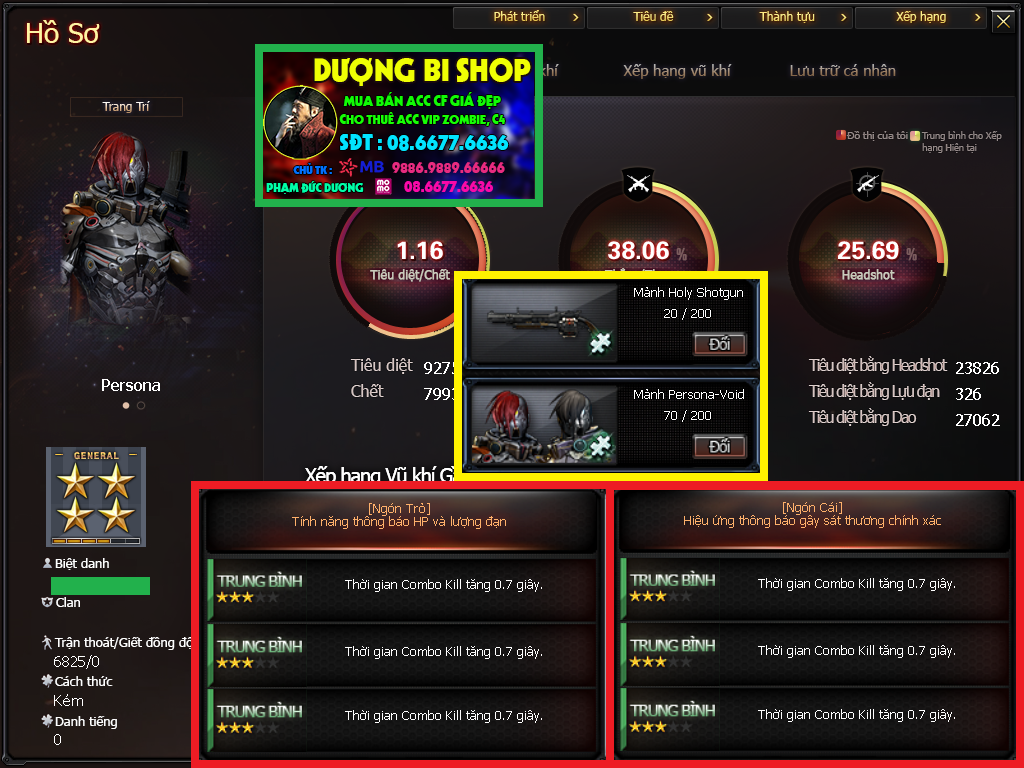 Hồ Sơ
Phát triển
Tiêu đề
Thành tựu
Xếp hạng
khí
Xếp hạng vũ khí
Lưu trữ cá nhân
Trang Trí
DƯỢNG BI SHOP
MUA BÁN ACC CF GIÁ ĐẸP
CHO THUÊ ACC VIP ZOMBIE, C4
SĐT : 08.6677.6636
CHỦ TK : MB 9886.9889.66666
PHẠM ĐỨC DƯƠNG momo 08.6677.6636
Đồ thị của tôi Trung bình cho Xếp
hạng Hiện tại
1.16
Tiêu diệt/Chết
38.06 %
25.69 %
Headshot
Persona
Tiêu diệt 927
Chết 7993
Mảnh Holy Shotgun
20 / 200
Đổi
Mảnh Persona-Void
70 / 200
Đổi
Tiêu diệt bằng Headshot 23826
Tiêu diệt bằng Lựu đạn 326
Tiêu diệt bằng Dao 27062
Xếp hạng Vũ khí
GENERAL
Biệt danh
Clan
Trận thoát/Giết đồng độ
6825/0
Cách thức
Kém
Danh tiếng
0
[Ngón Trỏ]
Tính năng thông báo HP và lượng đạn
TRUNG BÌNH
Thời gian Combo Kill tăng 0.7 giây.
TRUNG BÌNH
Thời gian Combo Kill tăng 0.7 giây.
TRUNG BÌNH
Thời gian Combo Kill tăng 0.7 giây.
[Ngón Cái]
Hiệu ứng thông báo gây sát thương chính xác
TRUNG BÌNH
Thời gian Combo Kill tăng 0.7 giây.
TRUNG BÌNH
Thời gian Combo Kill tăng 0.7 giây.
TRUNG BÌNH
Thời gian Combo Kill tăng 0.7 giây.